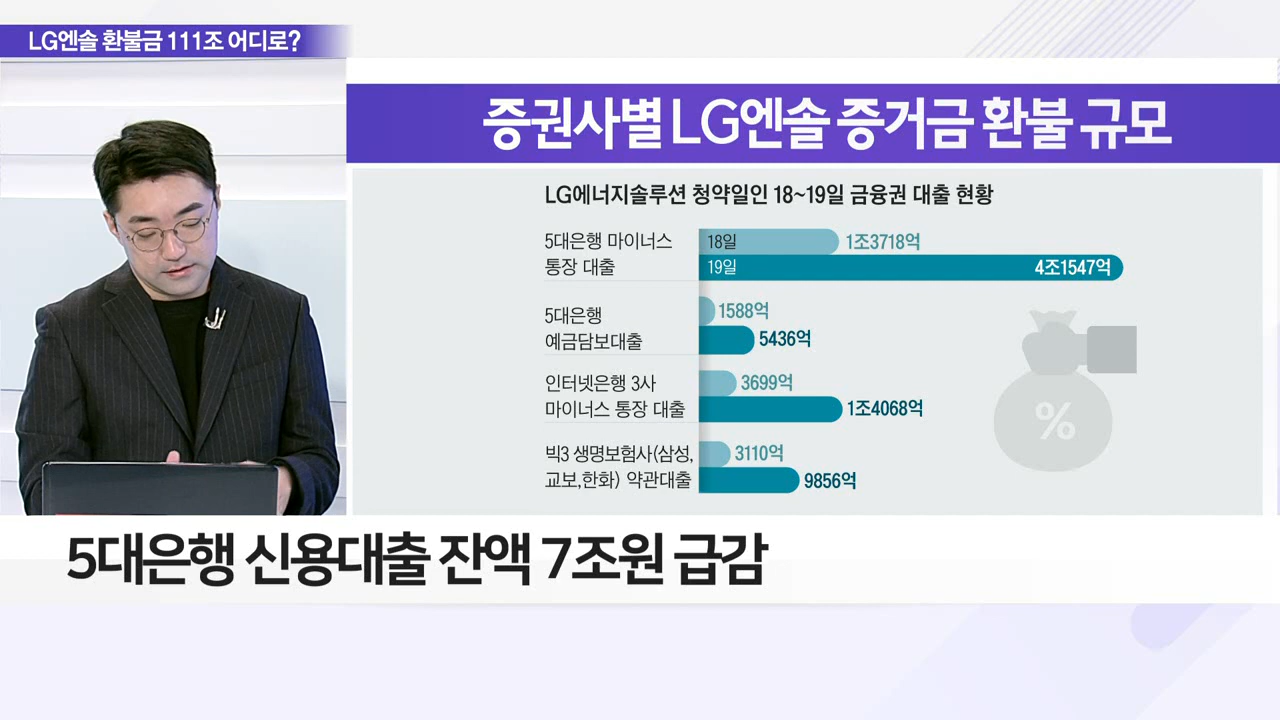 LG엔솔 환불금 111조 어디로?
증권사별 LG엔솔 증거금 환불 규모
LG에너지솔루션 청약일인 18~19일 금융권 대출 현황
5대은행 마이너스
통장 대출
18일
1조3718억
19일
4조1547억
5대은행
예금담보대출
1588억
5436억
인터넷은행 3사
마이너스 통장 대출
3699억
1조4068억
빅3 생명보험사(삼성,
교보,한화) 약관대출
3110억
9856억
%
5대은행 신용대출 잔액 7조원 급감